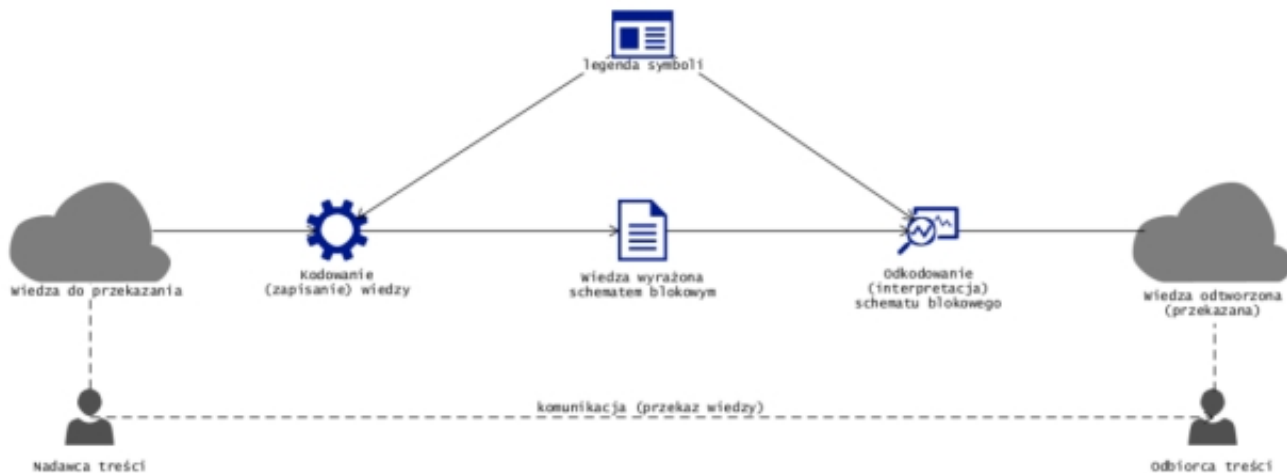 legenda symboli
Wiedza do przekazania
Kodowanie
(zapisanie) wiedzy
Wiedza wyrażona
schematem blokowym
Odkodowanie
(interpretacja)
schematu blokowego
Wiedza odtworzona
(przekazana)
komunikacja (przekaz wiedzy)
Nadawca treści
Odbiorca treści